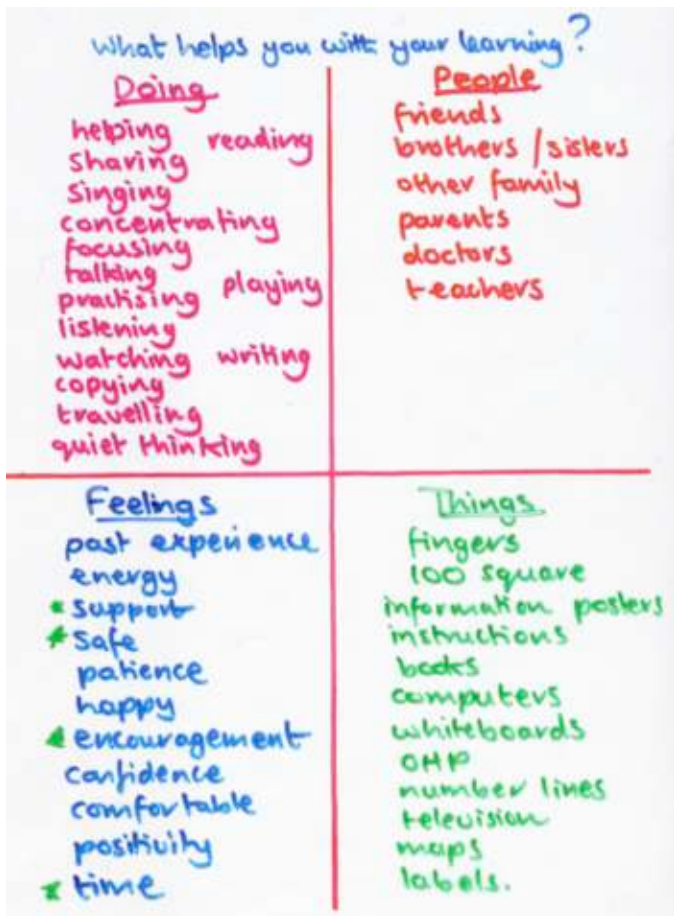 What helps you with your learning?
Doing
helping reading
sharing
singing
concentrating
focusing
talking
practising playing
listening
watching writing
copying
travelling
quiet thinking
People
friends
brothers / sisters
other family
parents
doctors
teachers
Feelings
past experience
energy
* support
* safe
patience
happy
* encouragement
confidence
comfortable
positivity
* time
Things
fingers
100 square
information posters
instructions
books
computers
whiteboards
OHP
number lines
television
maps
labels.